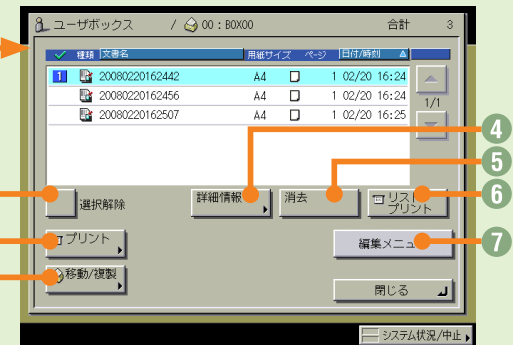 ユーザボックス / 00 : BOX00 合計 3
種類 文書名 用紙サイズ ページ 日付/時刻
1 20080220162442 A4 1 02/20 16:24
20080220162456 A4 1 02/20 16:24
20080220162507 A4 1 02/20 16:25
1/1
4
5
選択解除 詳細情報 消去 リスト
プリント
6
プリント 編集メニュー
7
移動/複製
閉じる
システム状況/中止